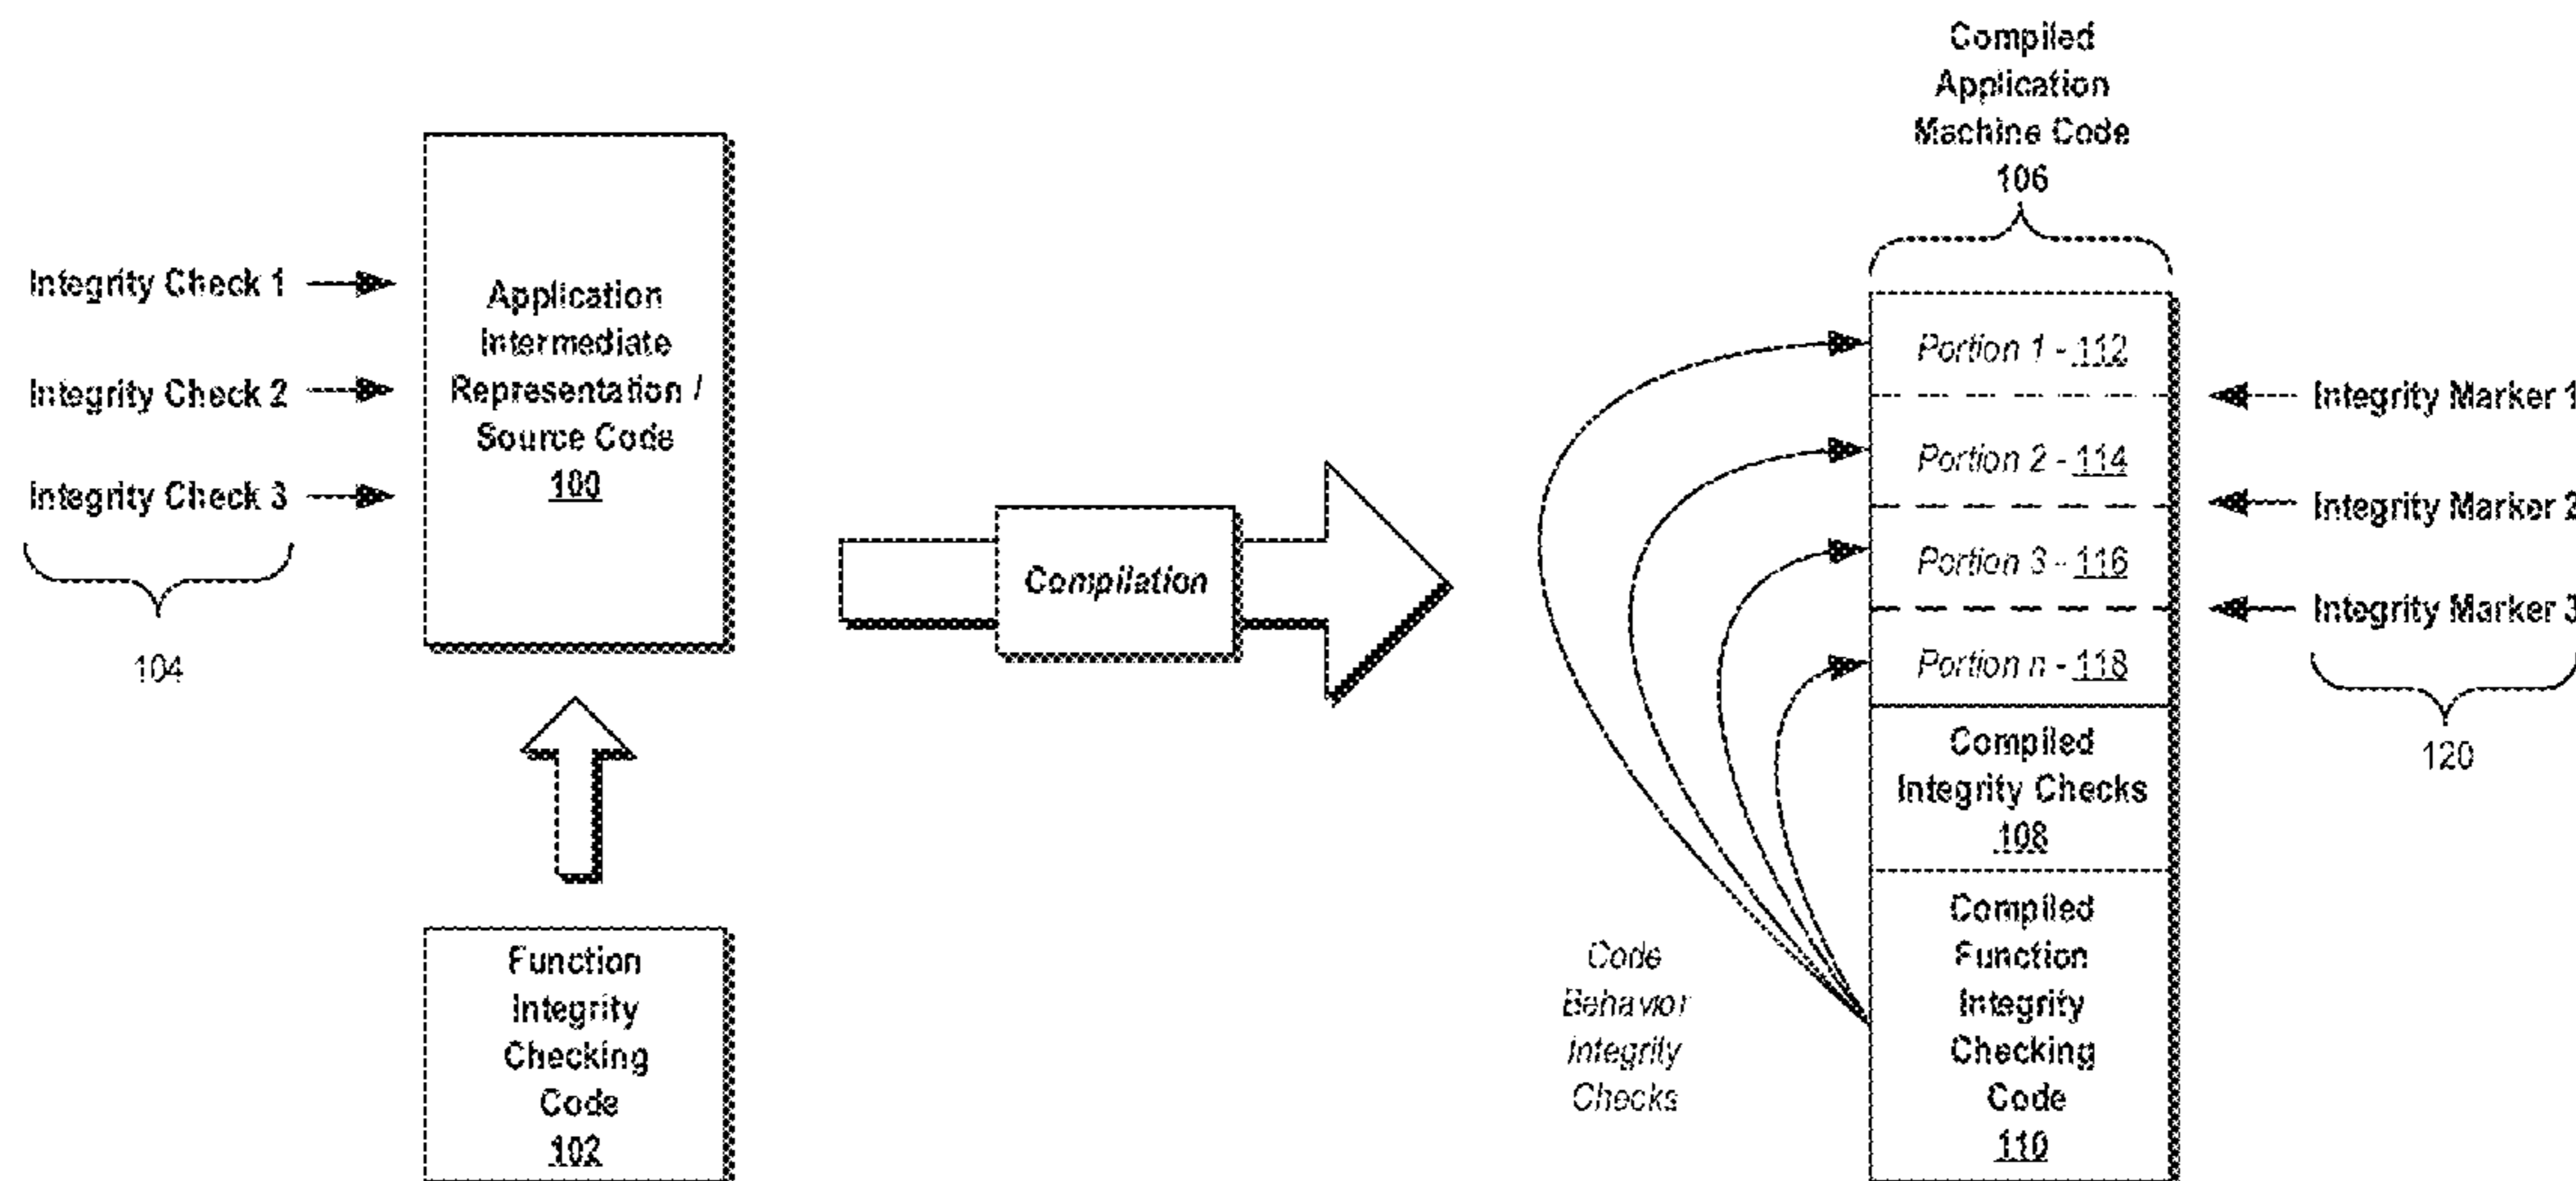 Integrity Check 1
Integrity Check 2
Integrity Check 3
104
Application
Intermediate
Representation /
Source Code
100
Function
Integrity
Checking
Code
102
Compilation
Compiled
Application
Machine Code
106
Portion 1 - 112
Portion 2 - 114
Portion 3 - 116
Portion n - 118
Compiled
Integrity Checks
108
Compiled
Function
Integrity
Checking
Code
110
Code
Behavior
Integrity
Checks
Integrity Marker 1
Integrity Marker 2
Integrity Marker 3
120